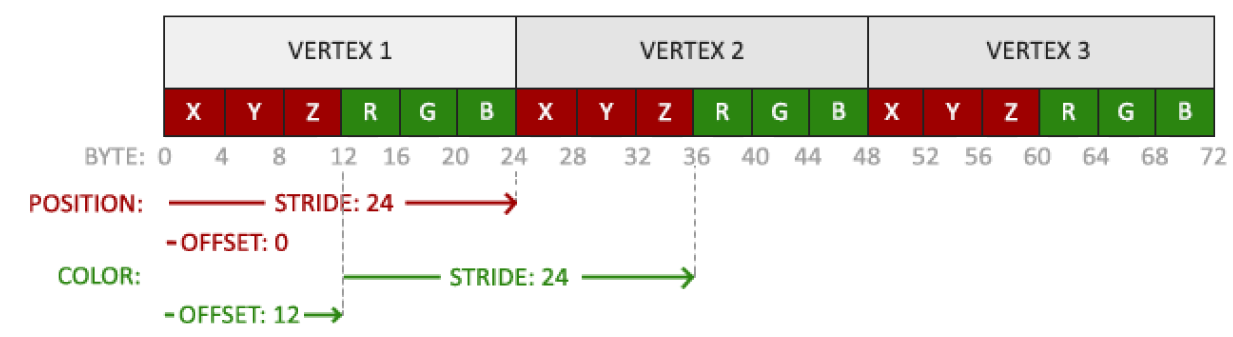 VERTEX 1 VERTEX 2 VERTEX 3
X Y Z R G B X Y Z R G B X Y Z R G B
BYTE: 0 4 8 12 16 20 24 28 32 36 40 44 48 52 56 60 64 68 72
POSITION: STRIDE: 24
-OFFSET: 0
COLOR: STRIDE: 24
-OFFSET: 12